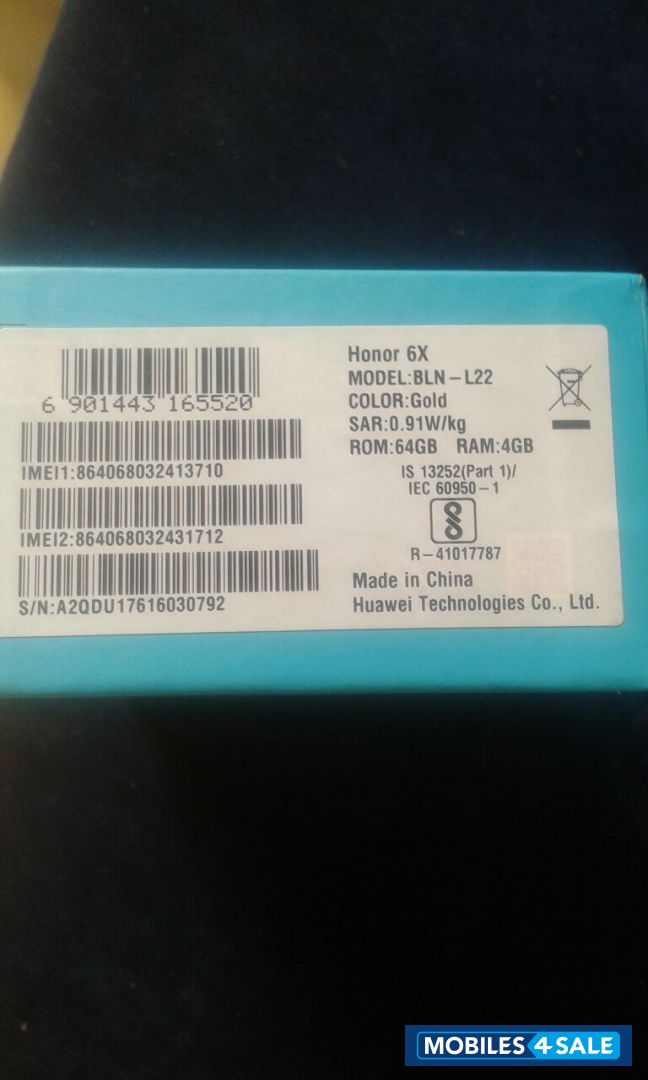 6 901443 165520
IMEI1:864068032413710
IMEI2:864068032431712
S/N:A2QDU17616030792
Honor 6X
MODEL:BLN-L22
COLOR:Gold
SAR:0.91W/kg
ROM:64GB RAM:4GB
IS 13252(Part 1)/
IEC 60950-1
R-41017787
Made in China
Huawei Technologies Co., Ltd.
MOBILES 4 SALE